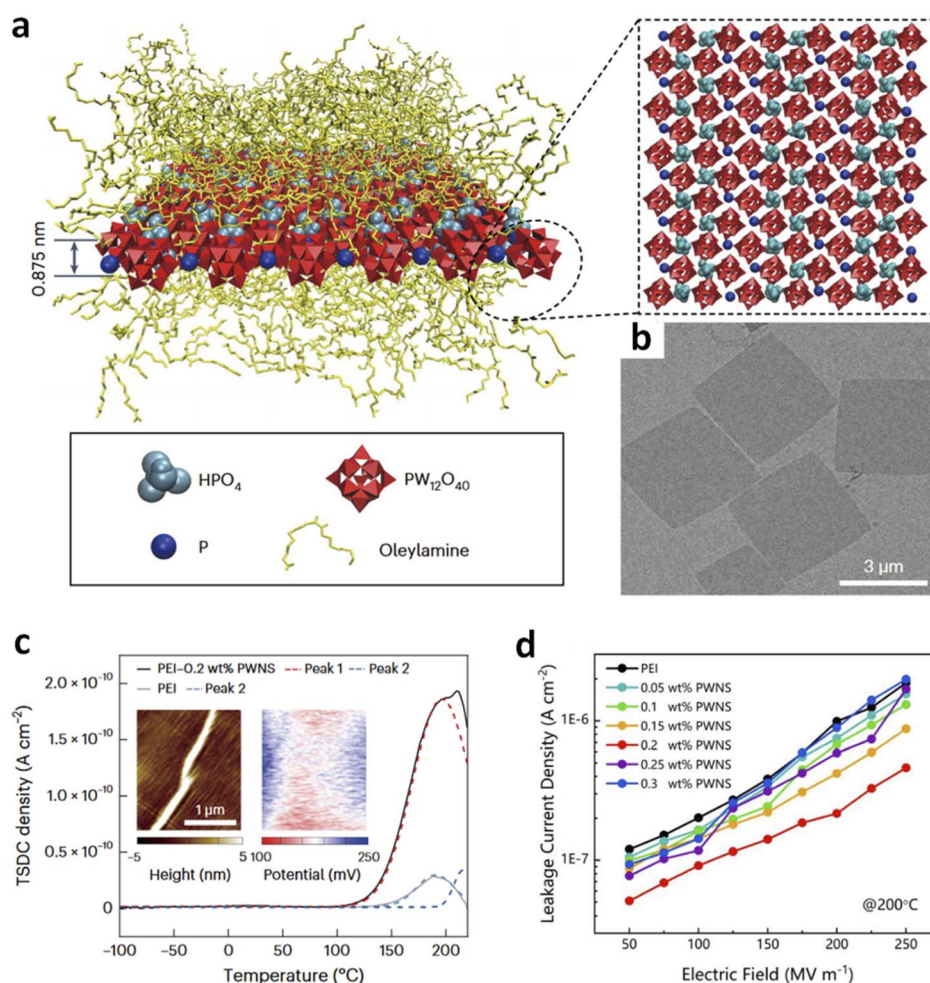 a
0.875 nm
HPO₄
PW₁₂O₄₀
P
Oleylamine
b
3 µm
c
PEI–0.2 wt% PWNS Peak 1 Peak 2
PEI Peak 2
TSDC density (A cm⁻²)
2.0 × 10⁻¹⁰
1.5 × 10⁻¹⁰
1.0 × 10⁻¹⁰
0.5 × 10⁻¹⁰
0
1 µm
-5 5
Height (nm)
100 250
Potential (mV)
–100 –50 0 50 100 150 200
Temperature (ºC)
d
Leakage Current Density (A cm⁻²)
1E-6
1E-7
PEI
0.05 wt% PWNS
0.1 wt% PWNS
0.15 wt% PWNS
0.2 wt% PWNS
0.25 wt% PWNS
0.3 wt% PWNS
@200°C
50 100 150 200 250
Electric Field (MV m⁻¹)